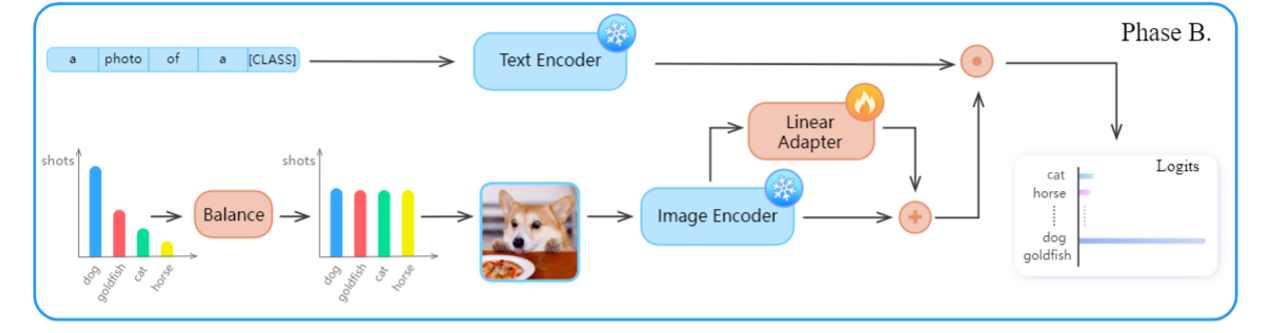 Phase B.
a photo of a [CLASS]
Text Encoder
Linear
Adapter
shots
dog
goldfish
cat
horse
Balance
shots
dog
goldfish
cat
horse
Image Encoder
Logits
cat
horse
dog
goldfish